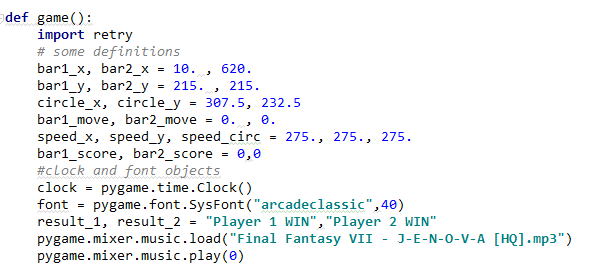 def game():
    import retry
    # some definitions
    bar1_x, bar2_x = 10. , 620.
    bar1_y, bar2_y = 215. , 215.
    circle_x, circle_y = 307.5, 232.5
    bar1_move, bar2_move = 0. , 0.
    speed_x, speed_y, speed_circ = 275., 275., 275.
    bar1_score, bar2_score = 0,0
    #clock and font objects
    clock = pygame.time.Clock()
    font = pygame.font.SysFont("arcadeclassic",40)
    result_1, result_2 = "Player 1 WIN","Player 2 WIN"
    pygame.mixer.music.load("Final Fantasy VII - J-E-N-O-V-A [HQ].mp3")
    pygame.mixer.music.play(0)